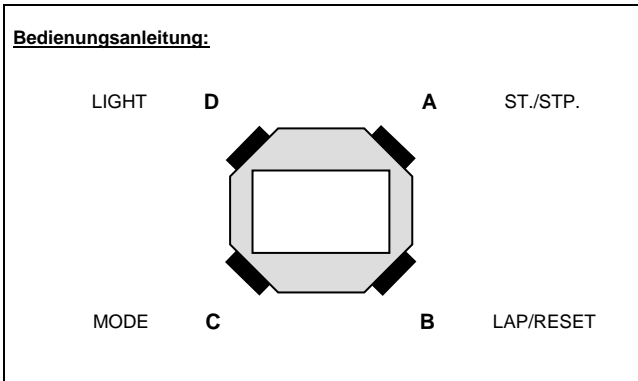 Bedienungsanleitung:
LIGHT D A ST./STP.
MODE C B LAP/RESET